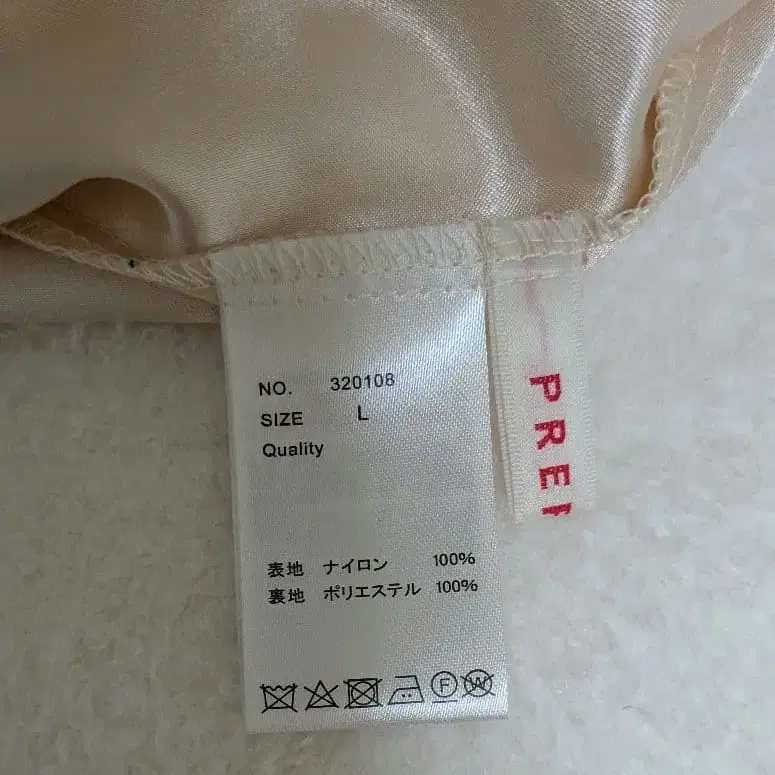 NO. 320108
SIZE L
Quality
表地 ナイロン 100%
裏地 ポリエステル 100%
F W
PRE